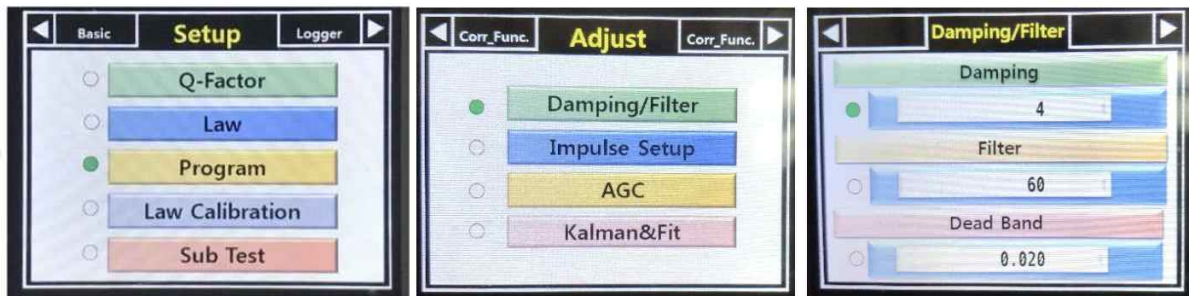 Basic Setup Logger
Q-Factor
Law
Program
Law Calibration
Sub Test
Corr_Func. Adjust Corr_Func.
Damping/Filter
Impulse Setup
AGC
Kalman&Fit
Damping/Filter
Damping
4
Filter
60
Dead Band
0.020